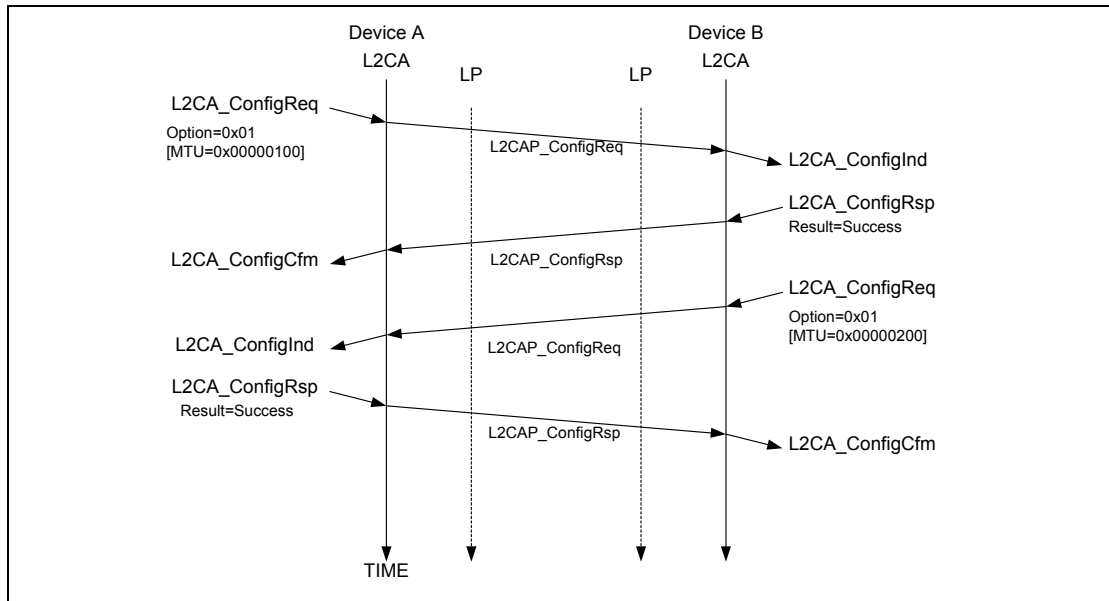 Device A
Device B
L2CA
L2CA
LP
LP
L2CA_ConfigReq
Option=0x01
[MTU=0x00000100]
L2CAP_ConfigReq
L2CA_ConfigInd
L2CA_ConfigRsp
Result=Success
L2CA_ConfigCfm
L2CAP_ConfigRsp
L2CA_ConfigReq
Option=0x01
[MTU=0x00000200]
L2CA_ConfigInd
L2CAP_ConfigReq
L2CA_ConfigRsp
Result=Success
L2CAP_ConfigRsp
L2CA_ConfigCfm
TIME